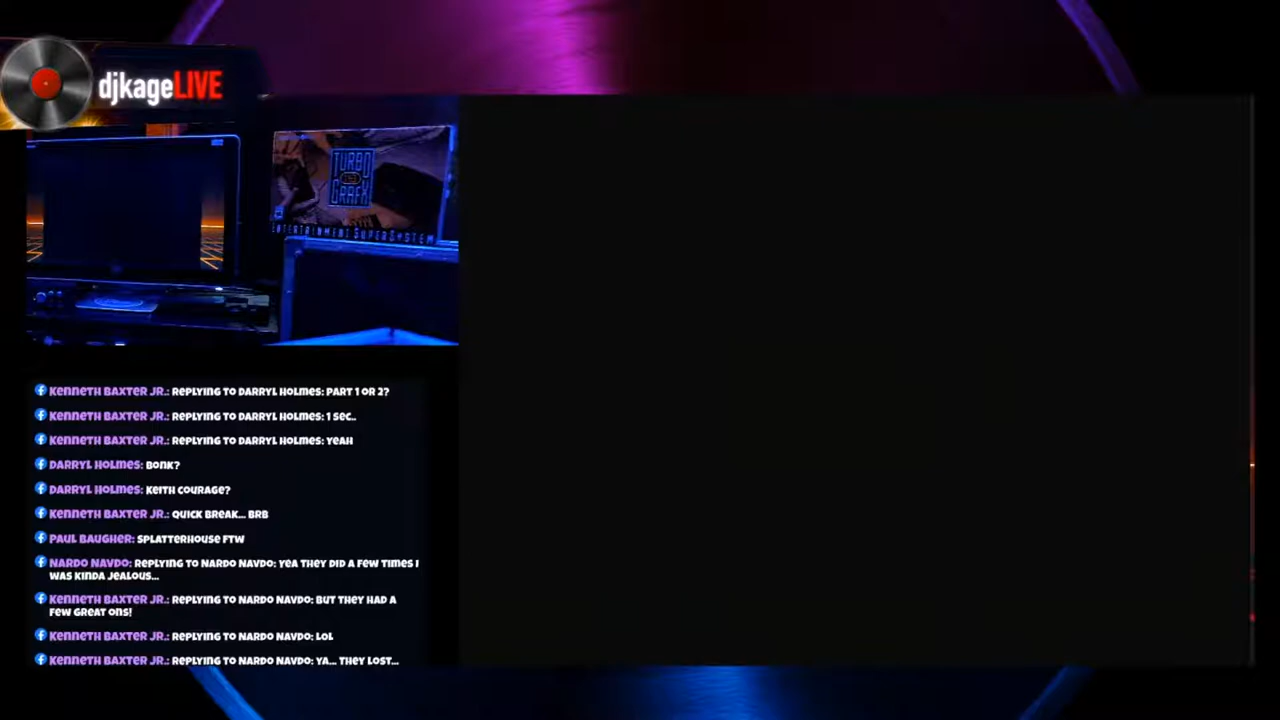 djkageLIVE
TURBO
GRAFX
ENTERTAINMENT SUPERSYSTEM
KENNETH BAXTER JR.: REPLYING TO DARRYL HOLMES: PART 1 OR 2?
KENNETH BAXTER JR.: REPLYING TO DARRYL HOLMES: 1 SEC..
KENNETH BAXTER JR.: REPLYING TO DARRYL HOLMES: YEAH
DARRYL HOLMES: BONK?
DARRYL HOLMES: KEITH COURAGE?
KENNETH BAXTER JR.: QUICK BREAK... BRB
PAUL BAUGHER: SPLATTERHOUSE FTW
NARDO NAVDO: REPLYING TO NARDO NAVDO: YEA THEY DID A FEW TIMES I
WAS KINDA JEALOUS...
KENNETH BAXTER JR.: REPLYING TO NARDO NAVDO: BUT THEY HAD A
FEW GREAT ONS!
KENNETH BAXTER JR.: REPLYING TO NARDO NAVDO: LOL
KENNETH BAXTER JR.: REPLYING TO NARDO NAVDO: YA... THEY LOST...